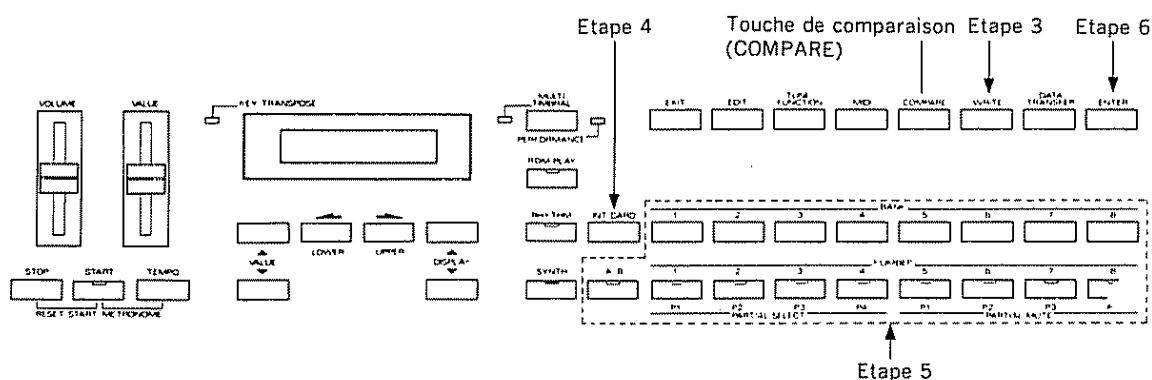 Etape 4
Touche de comparaison
(COMPARE)
Etape 3
Etape 6
VOLUME
VALUE
KEY TRANSPOSE
MULTI
TIMBRAL
PERFORMANCE
EXIT
EDIT
TUNE
FUNCTION
MIDI
COMPARE
WRITE
DATA
TRANSFER
ENTER
ROM PLAY
INT CARD
BANK
1 2 3 4 5 6 7 8
VALUE
LOWER
UPPER
DISPLAY
STOP START TEMPO
RESET START METRONOME
SYNTH
A B
NUMBER
1 2 3 4 5 6 7 8
P1 P2 P3 P4 P1 P2 P3
PARTIAL SELECT
PARTIAL MUTE
Etape 5